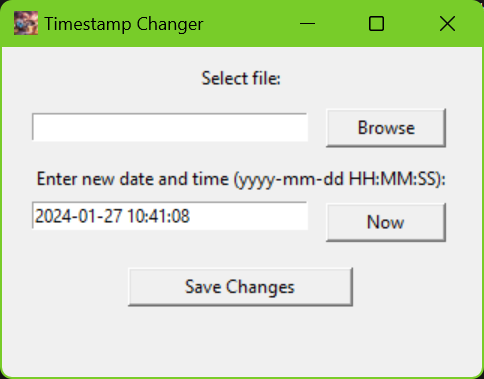 Timestamp Changer
Select file:
Browse
Enter new date and time (yyyy-mm-dd HH:MM:SS):
2024-01-27 10:41:08
Now
Save Changes